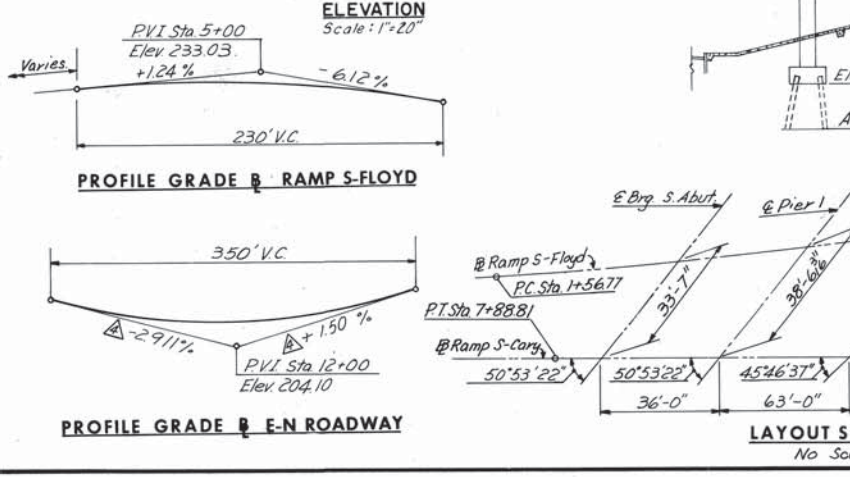 ELEVATION
Scale : 1"=20"
P.V.I Sta. 5+00
Elev. 233.03
Varies.
+1.24 %
-6.12 %
230' V.C.
PROFILE GRADE ⅊ RAMP S-FLOYD
350' V.C.
4 -2.911%
4 +1.50 %
P.V.I. Sta. 12+00
Elev. 204.10
PROFILE GRADE ⅊ E-N ROADWAY
℄ Brg. S. Abut.
℄ Pier 1
⅊ Ramp S-Floyd
P.C. Sta. 1+56.77
33'-7"
P.T. Sta. 7+88.81
⅊ Ramp S-Cary
50°53'22"
50°53'22"
45°46'37"
36'-0"
63'-0"
LAYOUT S